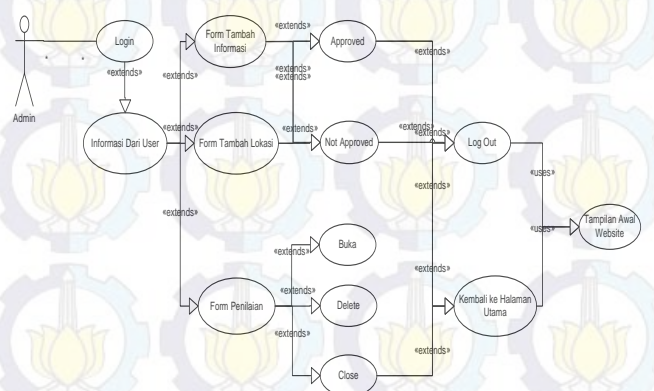 Admin
Login
«extends»
Informasi Dari User
«extends»
«extends»
«extends»
Form Tambah
Informasi
Form Tambah Lokasi
Form Penilaian
«extends»
«extends»
«extends»
«extends»
«extends»
«extends»
Approved
Not Approved
Buka
Delete
Close
«extends»
«extends»
«extends»
«extends»
«extends»
«extends»
Log Out
Kembali ke Halaman
Utama
«uses»
«uses»
Tampilan Awal
Website